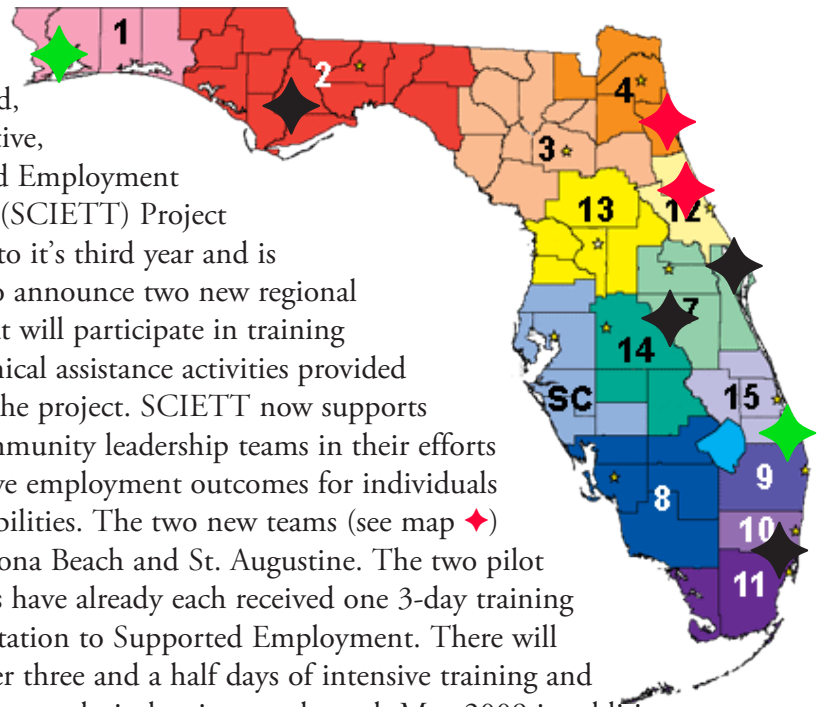 1
2
d,
4
tive,
3
d Employment
(SCIETT) Project
13
12
to it's third year and is
o announce two new regional
t will participate in training
7
nical assistance activities provided
14
he project. SCIETT now supports
SC
15
mmunity leadership teams in their efforts
ve employment outcomes for individuals
9
8
bilities. The two new teams (see map ✦)
10
ona Beach and St. Augustine. The two pilot
11
s have already each received one 3-day training
tation to Supported Employment. There will
er three and a half days of intensive training and